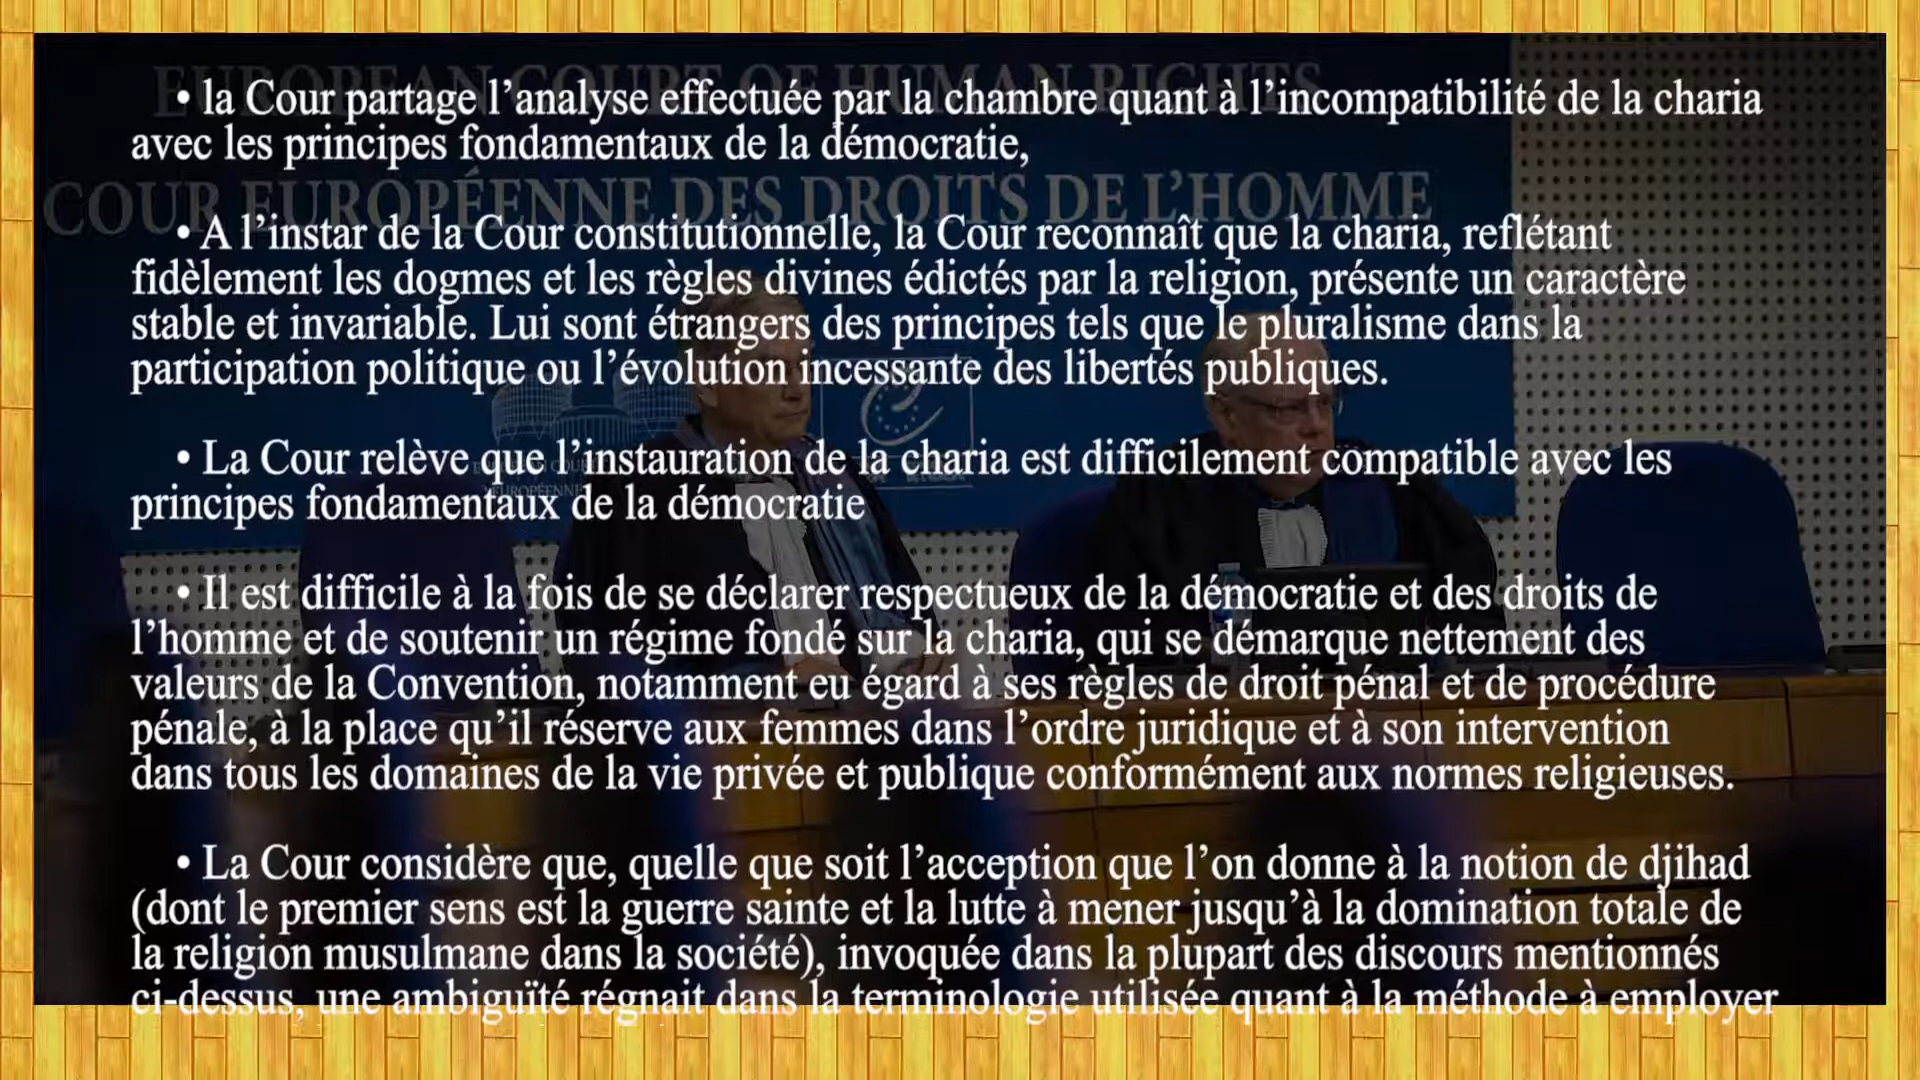 EUROPEAN COURT OF HUMAN RIGHTS
• la Cour partage l’analyse effectuée par la chambre quant à l’incompatibilité de la charia
avec les principes fondamentaux de la démocratie,
COUR EUROPÉENNE DES DROITS DE L’HOMME
• A l’instar de la Cour constitutionnelle, la Cour reconnaît que la charia, reflétant
fidèlement les dogmes et les règles divines édictés par la religion, présente un caractère
stable et invariable. Lui sont étrangers des principes tels que le pluralisme dans la
participation politique ou l’évolution incessante des libertés publiques.
• La Cour relève que l’instauration de la charia est difficilement compatible avec les
principes fondamentaux de la démocratie
• Il est difficile à la fois de se déclarer respectueux de la démocratie et des droits de
l’homme et de soutenir un régime fondé sur la charia, qui se démarque nettement des
valeurs de la Convention, notamment eu égard à ses règles de droit pénal et de procédure
pénale, à la place qu’il réserve aux femmes dans l’ordre juridique et à son intervention
dans tous les domaines de la vie privée et publique conformément aux normes religieuses.
• La Cour considère que, quelle que soit l’acception que l’on donne à la notion de djihad
(dont le premier sens est la guerre sainte et la lutte à mener jusqu’à la domination totale de
la religion musulmane dans la société), invoquée dans la plupart des discours mentionnés
ci-dessus, une ambiguïté régnait dans la terminologie utilisée quant à la méthode à employer